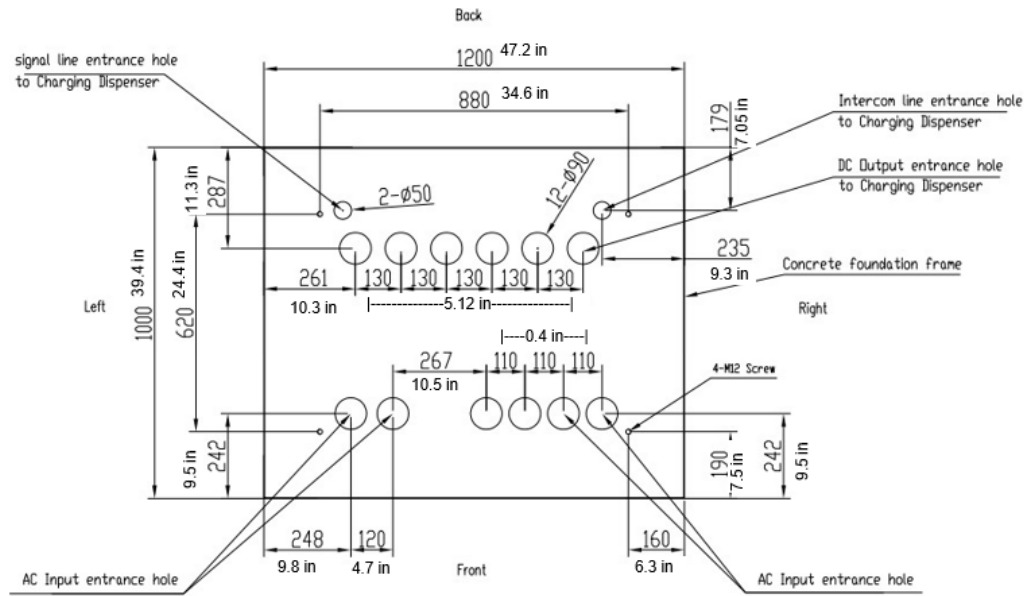 Back
signal line entrance hole
to Charging Dispenser
1200 47.2 in
880 34.6 in
Intercom line entrance hole
to Charging Dispenser
179
7.05 in
DC Output entrance hole
to Charging Dispenser
11.3 in
287
2-ø50
12-ø90
235
9.3 in
Concrete foundation frame
261
10.3 in
130
130
130
130
130
|--------------5.12 in---------------|
1000 39.4 in
620 24.4 in
Left
Right
|----0.4 in------|
267
10.5 in
110
110
110
4-M12 Screw
242
9.5 in
190
7.5 in
242
9.5 in
248
9.8 in
120
4.7 in
160
6.3 in
Front
AC Input entrance hole
AC Input entrance hole